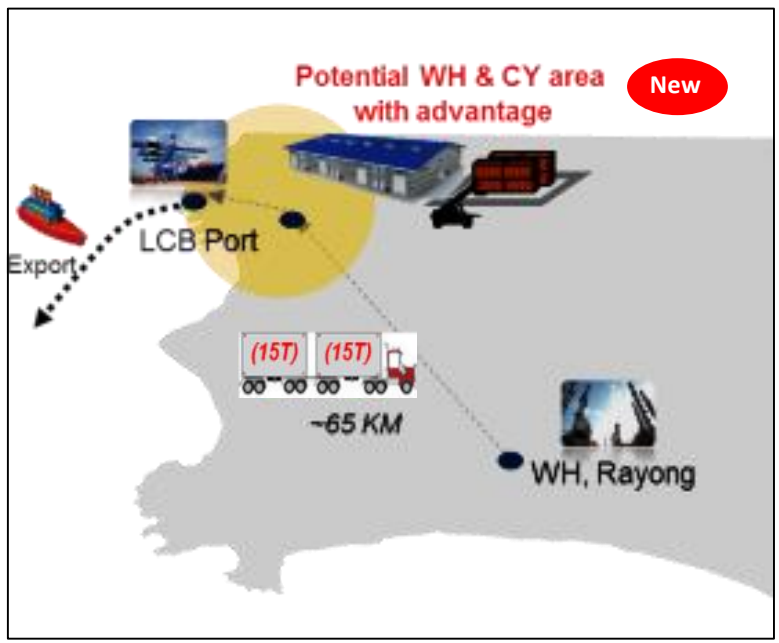 Potential WH & CY area
with advantage
New
LCB Port
Export
(15T) (15T)
~65 KM
WH, Rayong